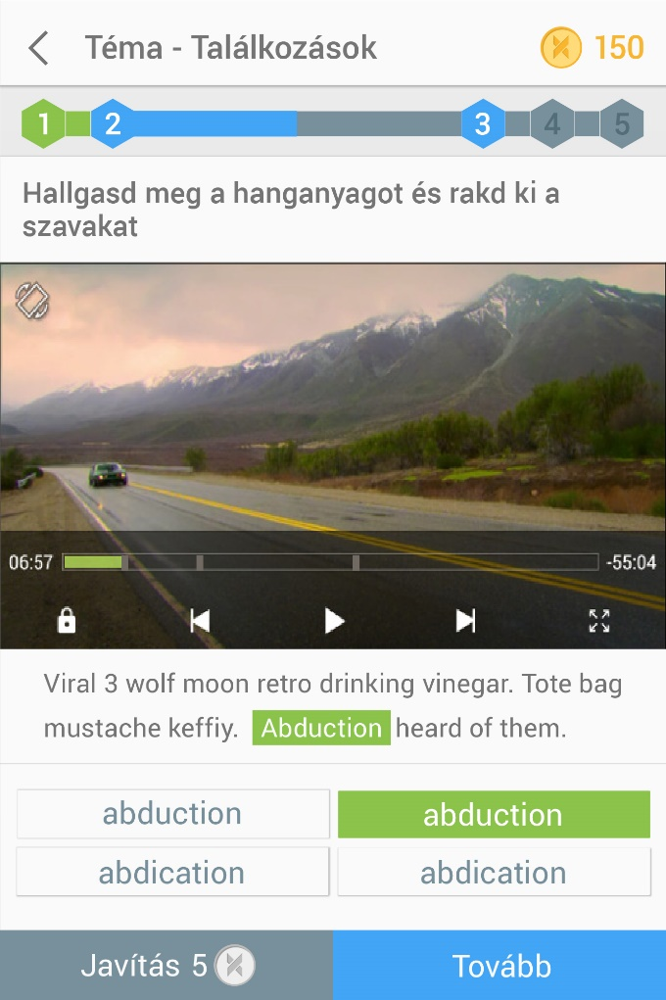 Téma - Találkozások
150
1
2
3
4
5
Hallgasd meg a hanganyagot és rakd ki a
szavakat
06:57
-55:04
Viral 3 wolf moon retro drinking vinegar. Tote bag
mustache keffiy. Abduction heard of them.
abduction
abduction
abdication
abdication
Javítás 5
Tovább